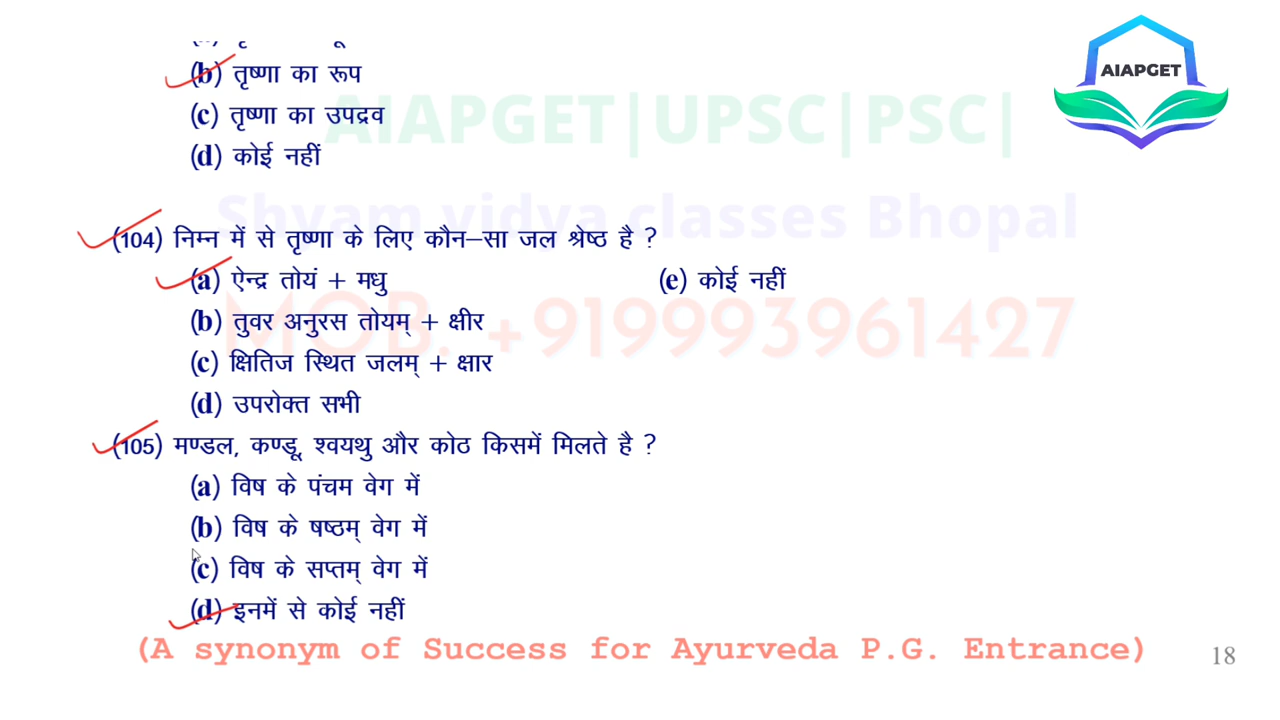 (b) तृष्णा का रूप
(c) तृष्णा का उपद्रव
(d) कोई नहीं
AIAPGET
AIAPGET|UPSC|PSC|
Shyam vidya classes Bhopal
(104) निम्न में से तृष्णा के लिए कौन–सा जल श्रेष्ठ है ?
(a) ऐन्द्र तोयं + मधु (e) कोई नहीं
(b) तुवर अनुरस तोयम् + क्षीर
MOB. +919993961427
(c) क्षितिज स्थित जलम् + क्षार
(d) उपरोक्त सभी
(105) मण्डल, कण्डू, श्वयथु और कोठ किसमें मिलते है ?
(a) विष के पंचम वेग में
(b) विष के षष्ठम् वेग में
(c) विष के सप्तम् वेग में
(d) इनमें से कोई नहीं
(A synonym of Success for Ayurveda P.G. Entrance)
18